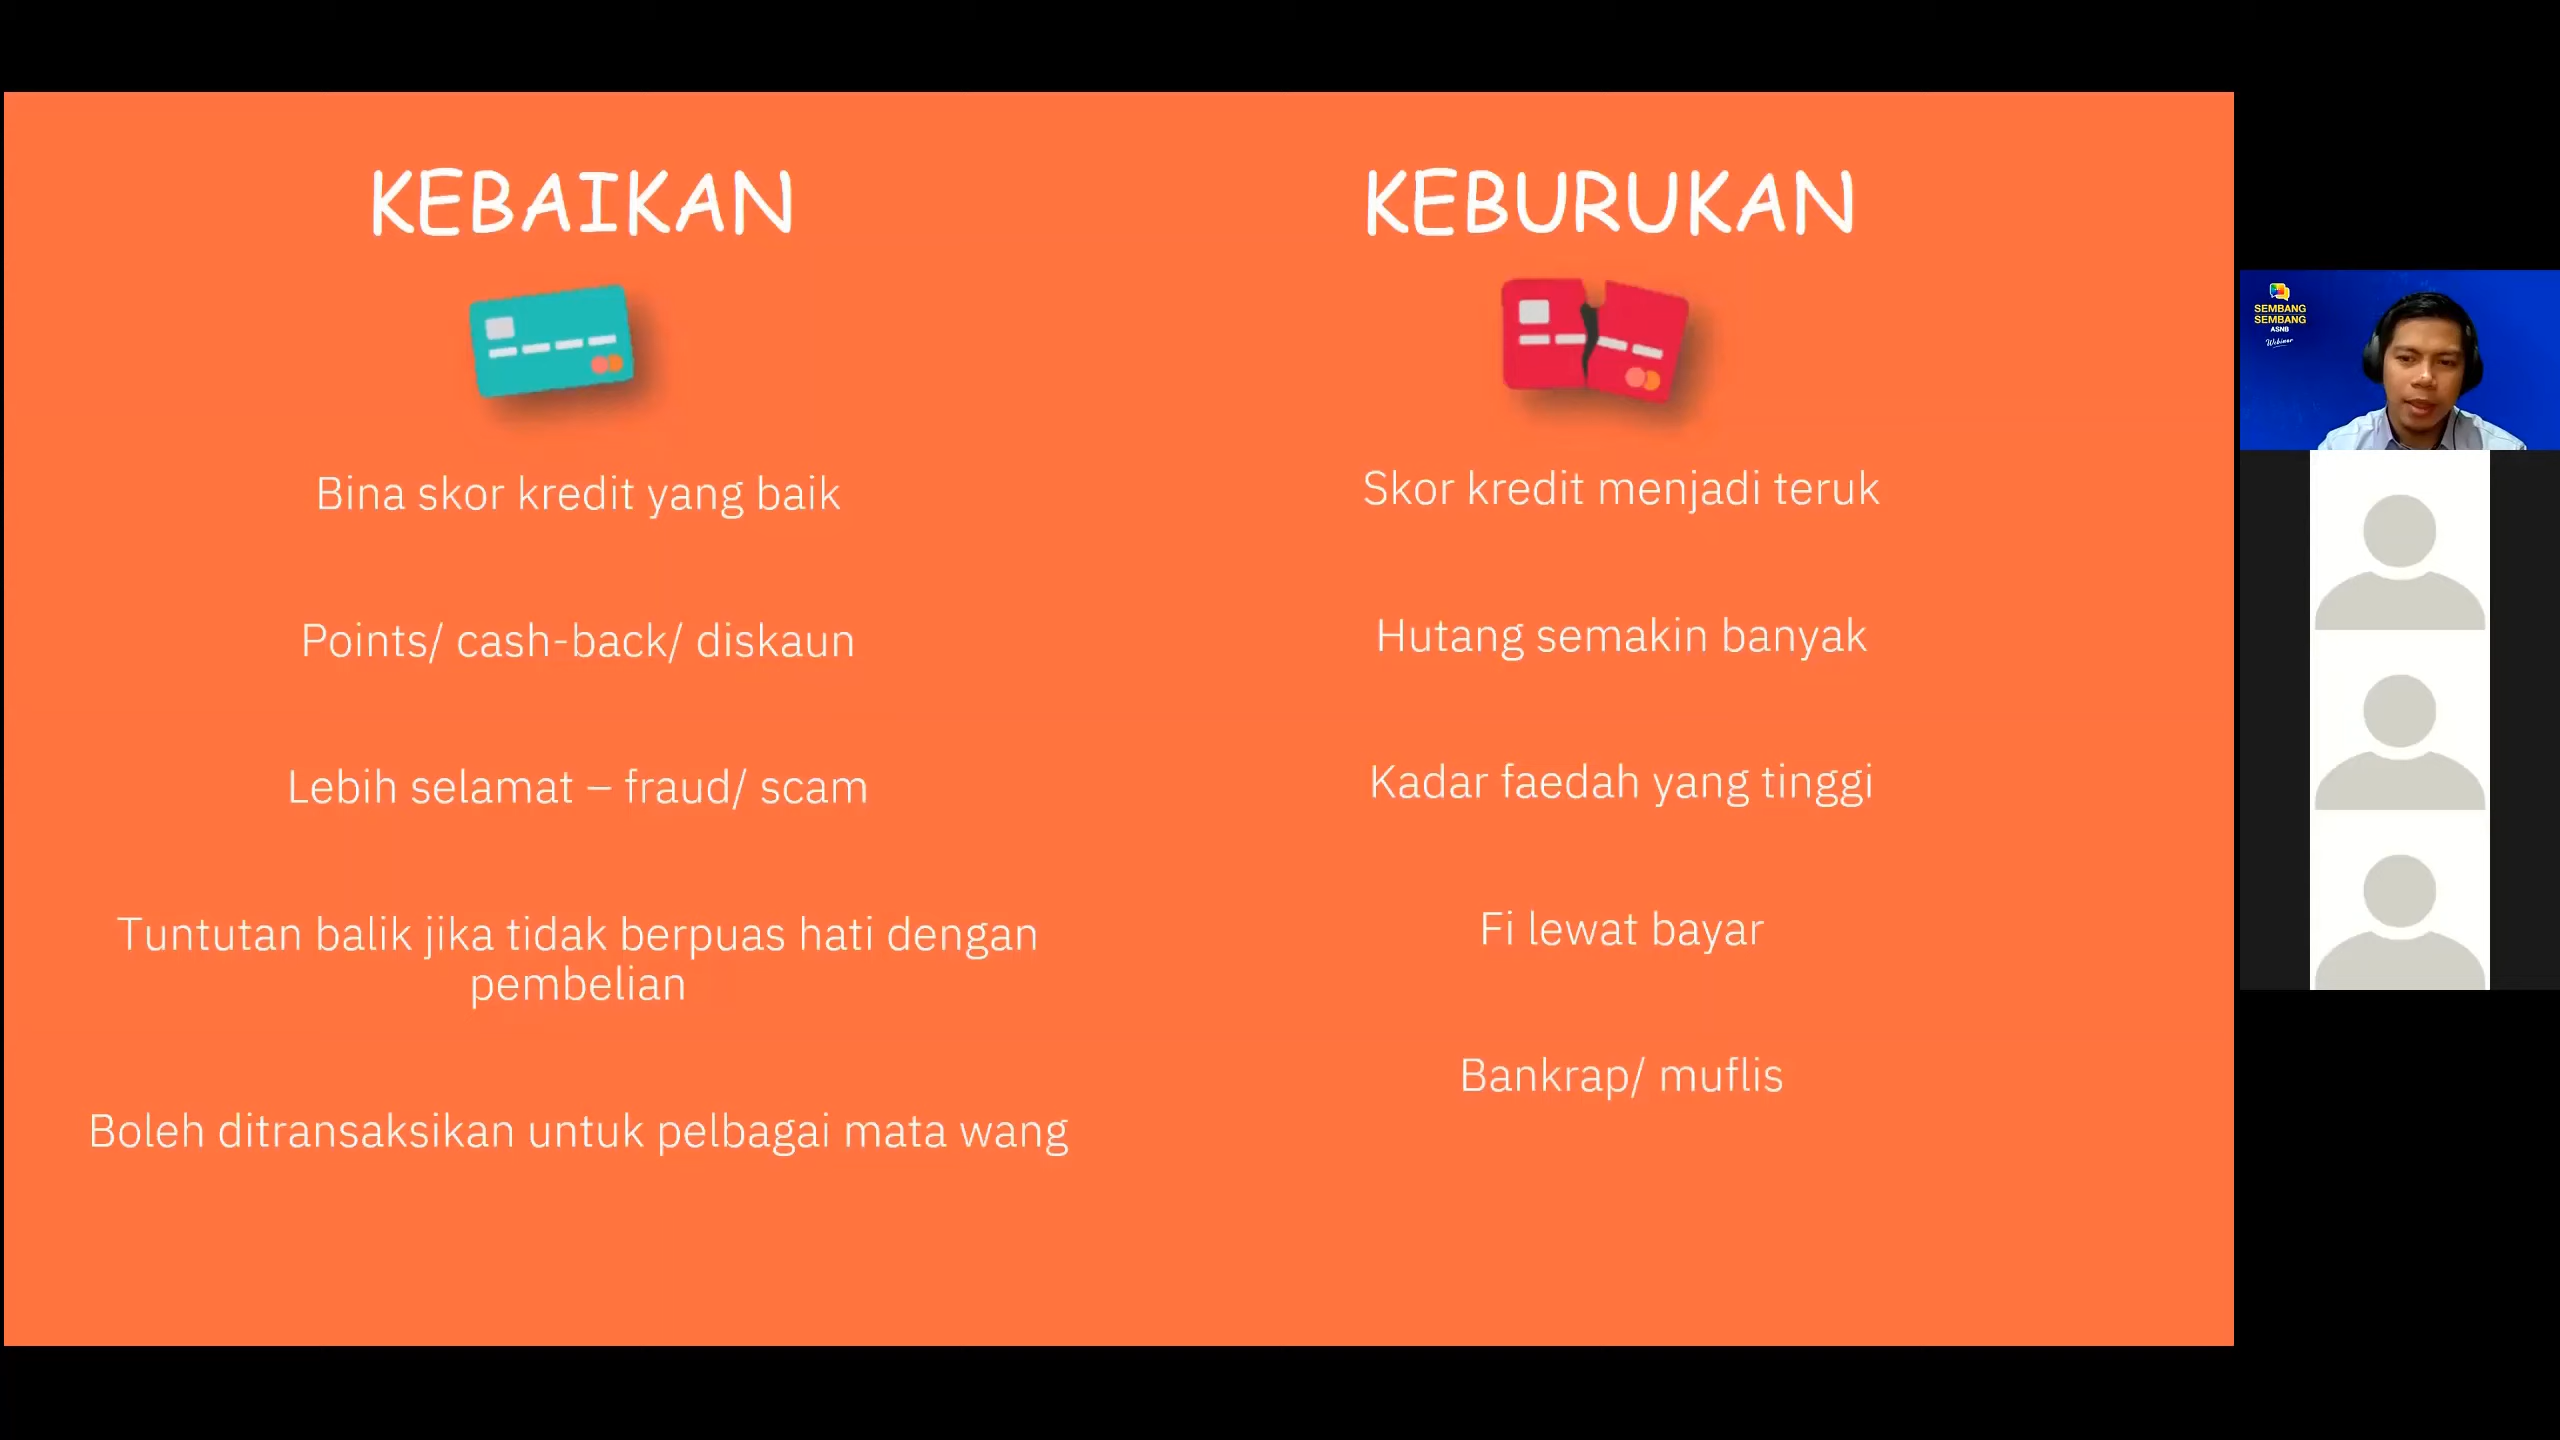 KEBAIKAN
Bina skor kredit yang baik
Points/ cash-back/ diskaun
Lebih selamat – fraud/ scam
Tuntutan balik jika tidak berpuas hati dengan
pembelian
Boleh ditransaksikan untuk pelbagai mata wang
KEBURUKAN
Skor kredit menjadi teruk
Hutang semakin banyak
Kadar faedah yang tinggi
Fi lewat bayar
Bankrap/ muflis
SEMBANG
SEMBANG
ASNB
Webinar